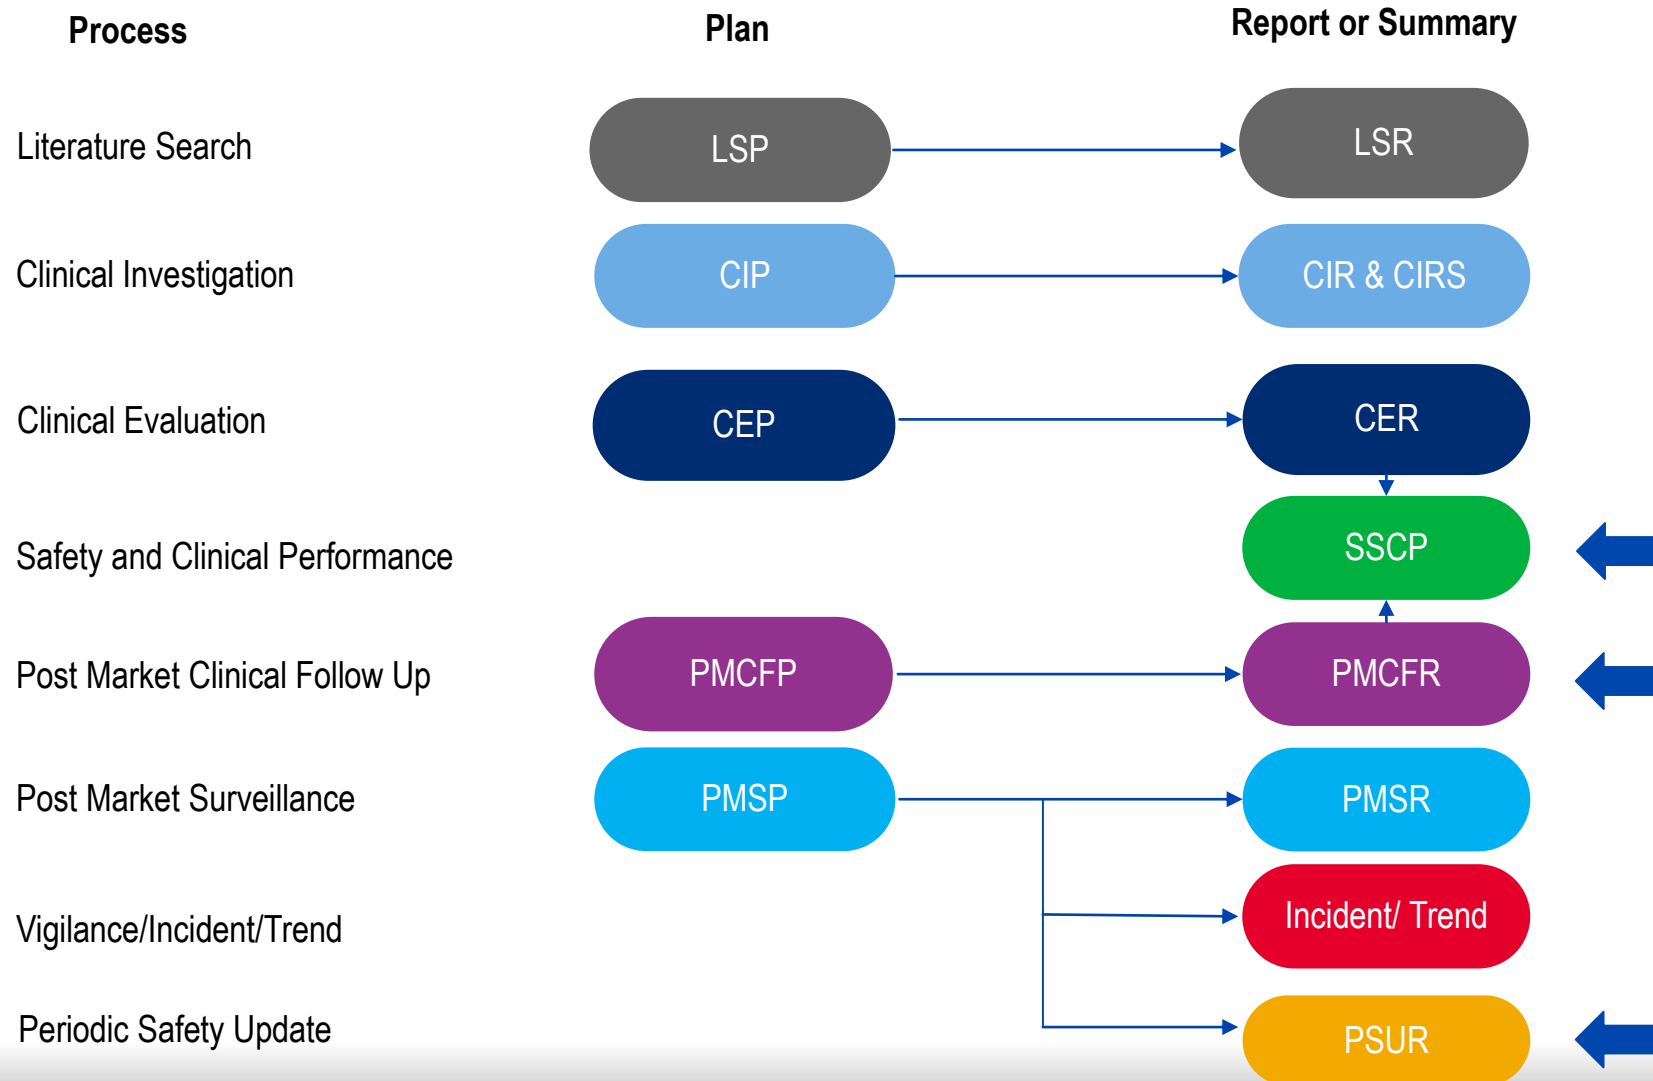 Process Plan Report or Summary
Literature Search LSP LSR
Clinical Investigation CIP CIR & CIRS
Clinical Evaluation CEP CER
Safety and Clinical Performance SSCP
Post Market Clinical Follow Up PMCFP PMCFR
Post Market Surveillance PMSP PMSR
Vigilance/Incident/Trend Incident/ Trend
Periodic Safety Update PSUR